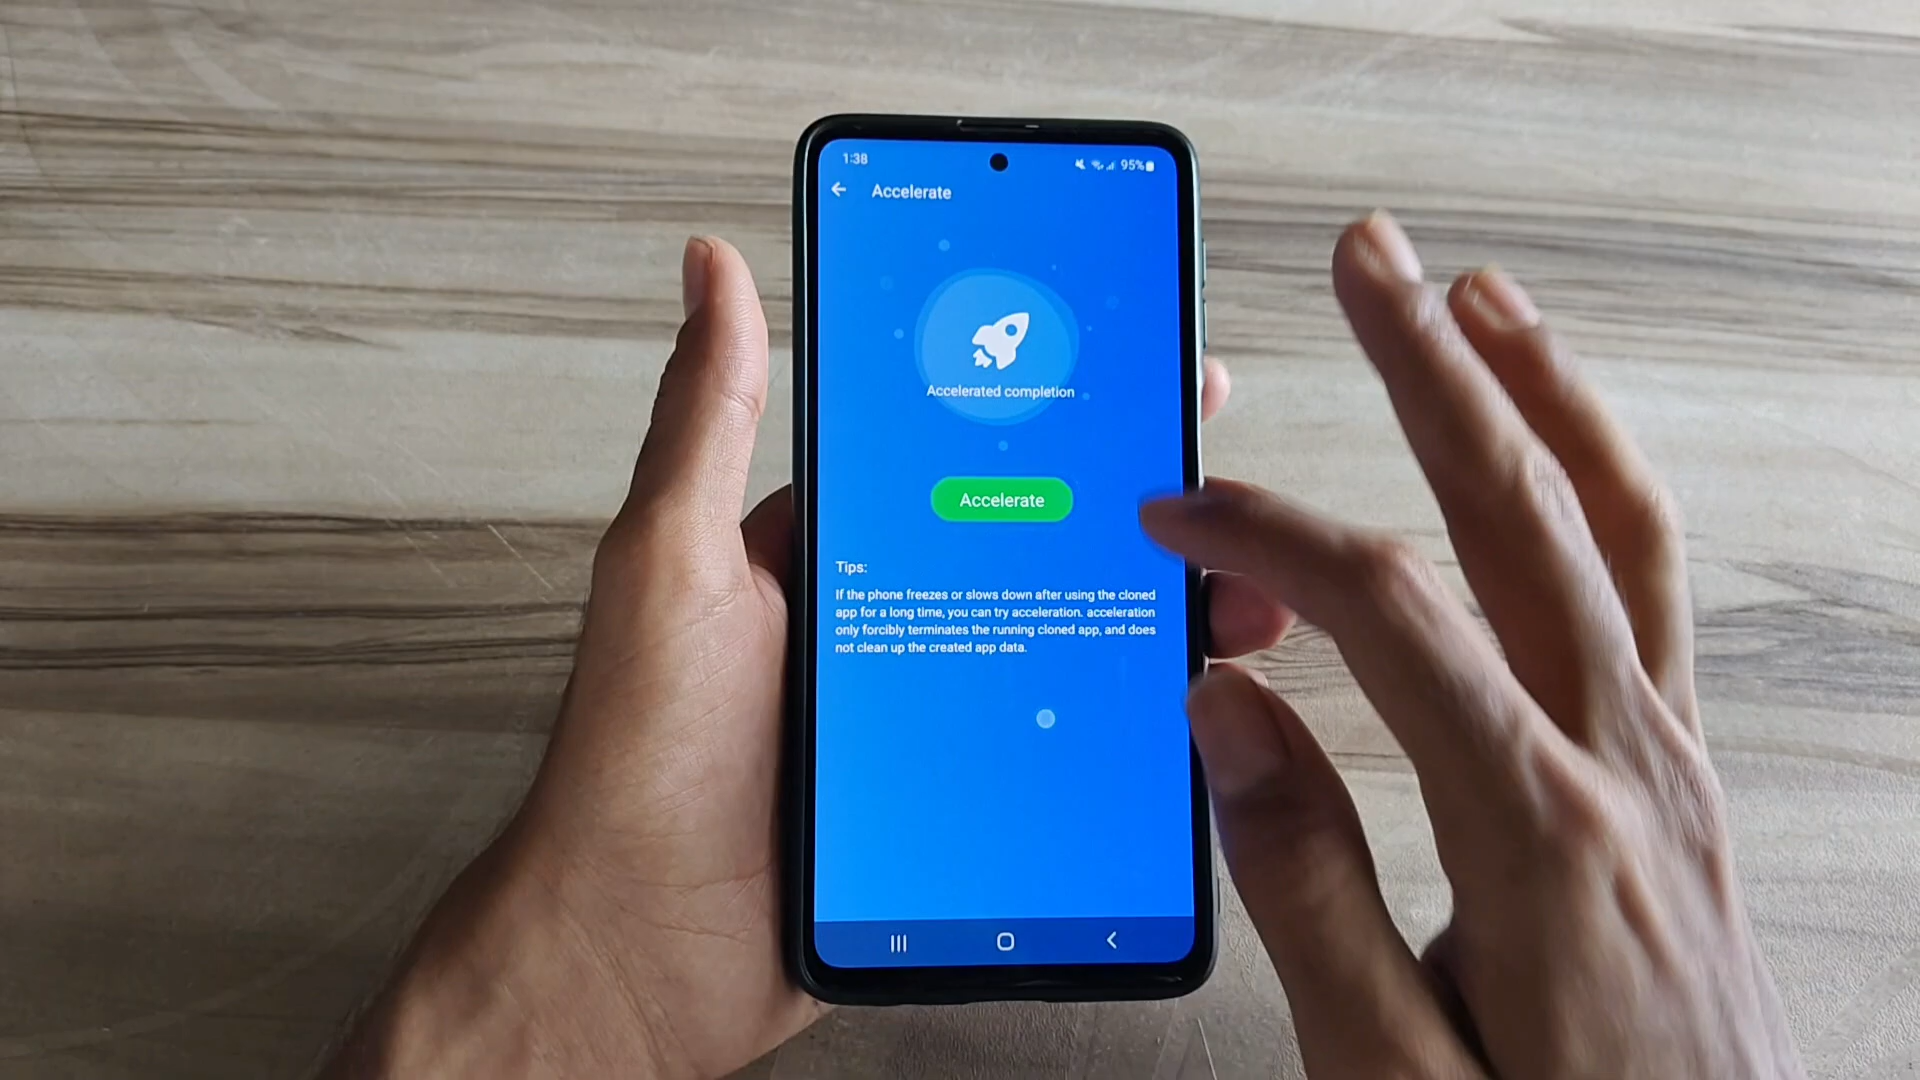 1:38
95%
Accelerate
Accelerated completion
Accelerate
Tips:
If the phone freezes or slows down after using the cloned
app for a long time, you can try acceleration. acceleration
only forcibly terminates the running cloned app, and does
not clean up the created app data.